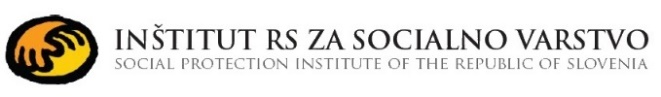 INŠTITUT RS ZA SOCIALNO VARSTVO
SOCIAL PROTECTION INSTITUTE OF THE REPUBLIC OF SLOVENIA